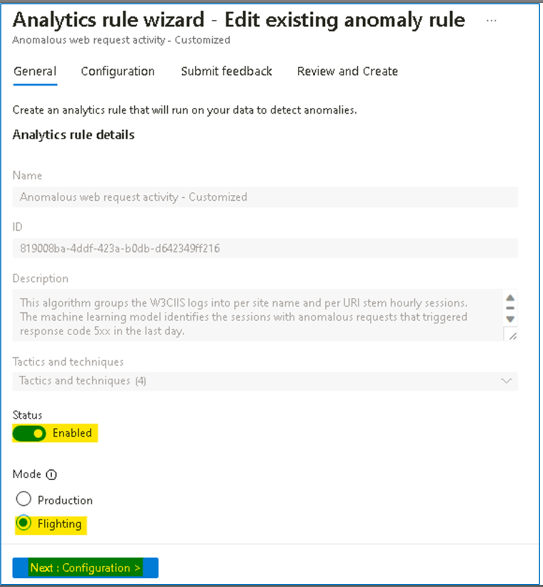 Analytics rule wizard - Edit existing anomaly rule ...
Anomalous web request activity - Customized
General Configuration Submit feedback Review and Create
Create an analytics rule that will run on your data to detect anomalies.
Analytics rule details
Name
Anomalous web request activity - Customized
ID
819008ba-4ddf-423a-b0db-d642349ff216
Description
This algorithm groups the W3CIIS logs into per site name and per URI stem hourly sessions.
The machine learning model identifies the sessions with anomalous requests that triggered
response code 5xx in the last day.
Tactics and techniques
Tactics and techniques (4)
Status
Enabled
Mode
Production
Flighting
Next : Configuration >